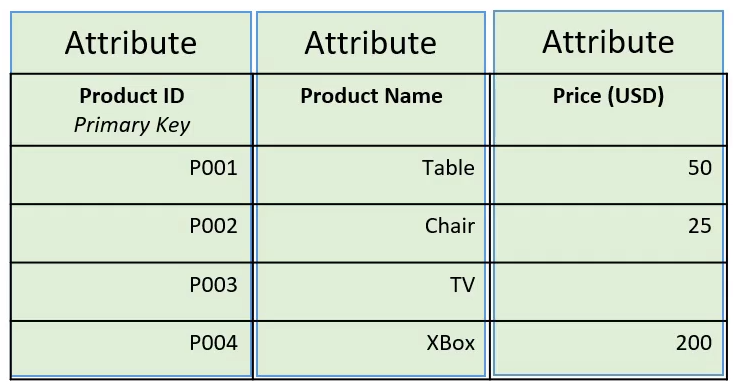 Attribute Attribute Attribute
Product ID Product Name Price (USD)
Primary Key
P001 Table 50
P002 Chair 25
P003 TV
P004 XBox 200